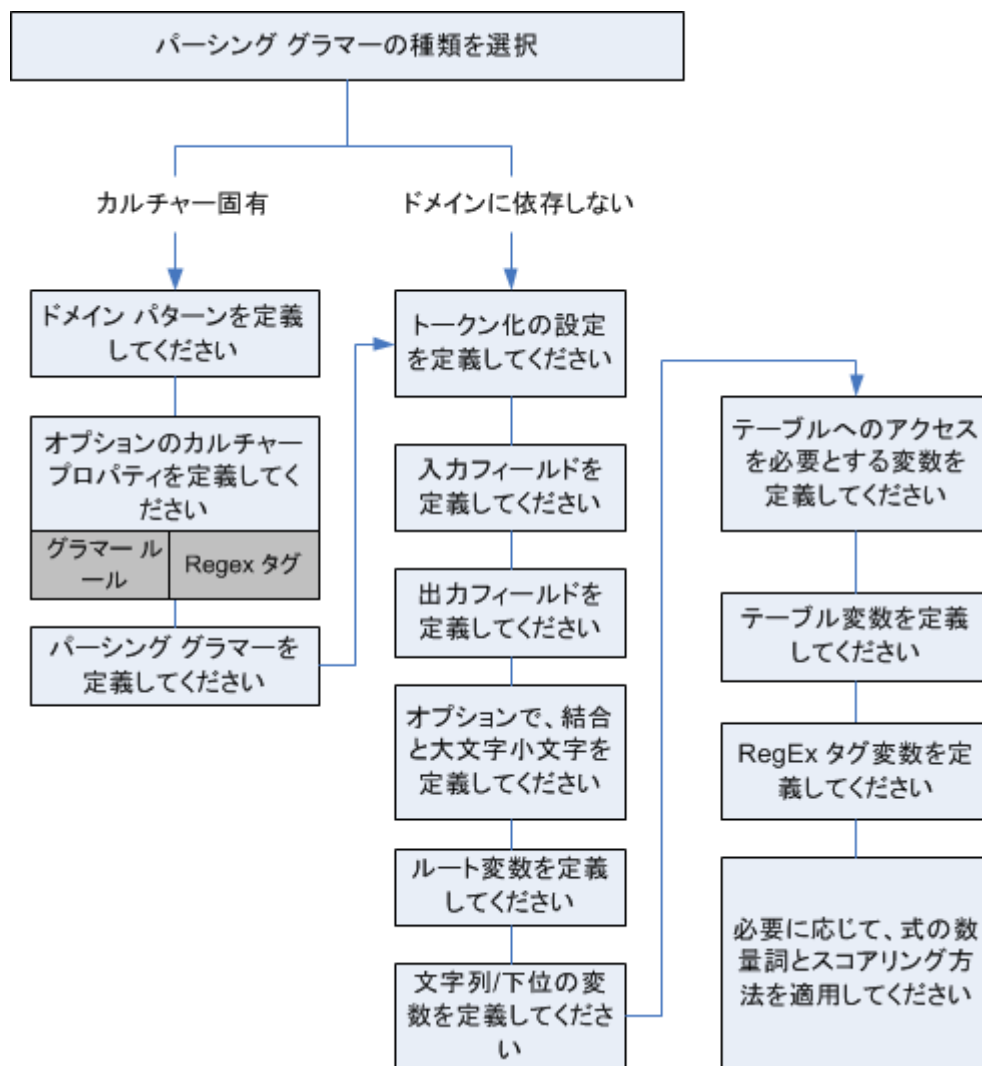 パーシング グラマーの種類を選択
カルチャー固有
ドメインに依存しない
ドメイン パターンを定義
してください
オプションのカルチャー
プロパティを定義してく
ださい
グラマー ル
ール
Regex タグ
パーシング グラマーを
定義してください
トークン化の設定
を定義してください
入力フィールドを
定義してください
出力フィールドを
定義してください
オプションで、結合
と大文字小文字を
定義してください
ルート変数を定義
してください
文字列/下位の変
数を定義してくださ
い
テーブルへのアクセス
を必要とする変数を
定義してください
テーブル変数を定義
してください
RegEx タグ変数を定
義してください
必要に応じて、式の数
量詞とスコアリング方
法を適用してください